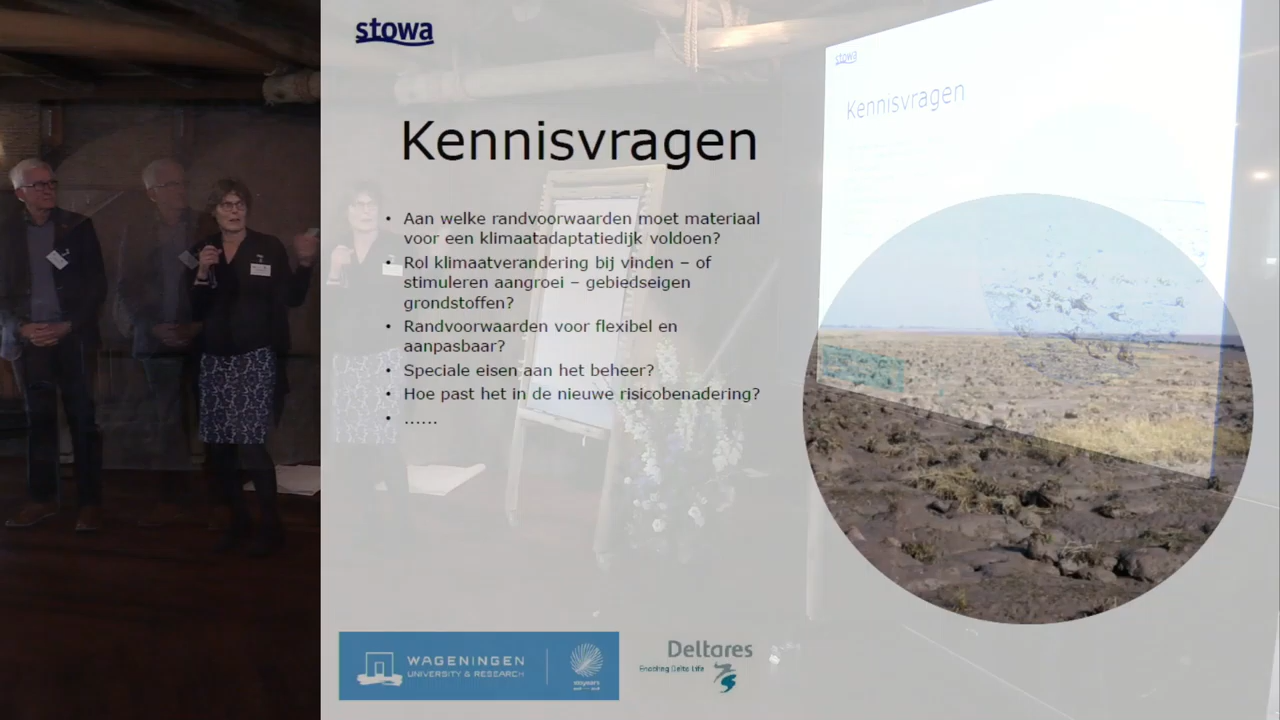 stowa
stowa
Kennisvragen
Kennisvragen
• Aan welke randvoorwaarden moet materiaal
voor een klimaatadaptatiedijk voldoen?
• Rol klimaatverandering bij vinden – of
stimuleren aangroei – gebiedseigen
grondstoffen?
• Randvoorwaarden voor flexibel en
aanpasbaar?
• Speciale eisen aan het beheer?
• Hoe past het in de nieuwe risicobenadering?
• ......
WAGENINGEN
UNIVERSITY & RESEARCH
Deltares
Enabling Delta Life